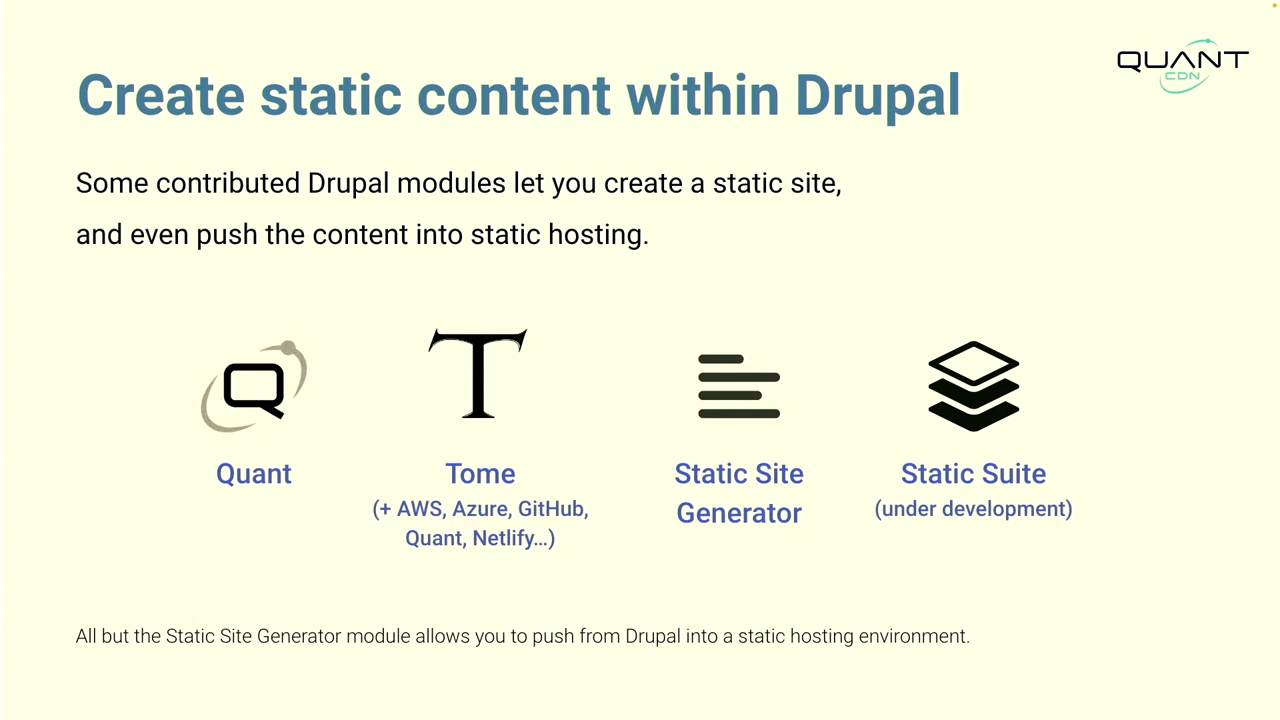 QUANT
CDN
Create static content within Drupal
Some contributed Drupal modules let you create a static site,
and even push the content into static hosting.
Quant
Tome
(+ AWS, Azure, GitHub,
Quant, Netlify...)
Static Site
Generator
Static Suite
(under development)
All but the Static Site Generator module allows you to push from Drupal into a static hosting environment.